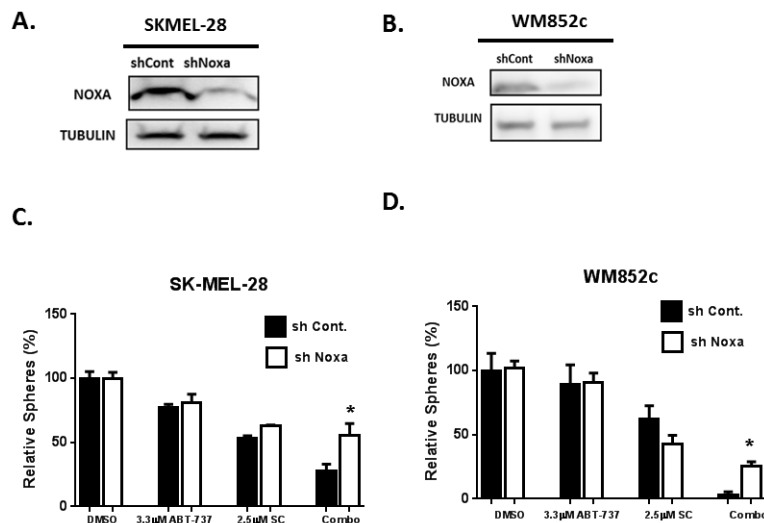 A.
SKMEL-28
shCont shNoxa
NOXA
TUBULIN
B.
WM852c
shCont shNoxa
NOXA
TUBULIN
C.
SK-MEL-28
Relative Spheres (%)
150
100
50
0
sh Cont.
sh Noxa
*
DMSO 3.3µM ABT-737 2.5µM SC Combo
D.
WM852c
Relative Spheres (%)
150
100
50
0
sh Cont.
sh Noxa
*
DMSO 3.3µM ABT-737 2.5µM SC Combo